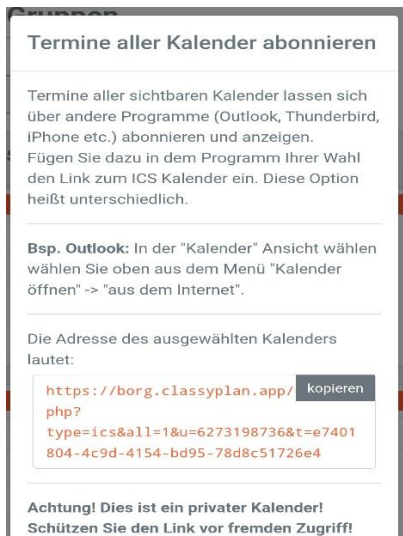 Gruppen
Termine aller Kalender abonnieren
Termine aller sichtbaren Kalender lassen sich
über andere Programme (Outlook, Thunderbird,
iPhone etc.) abonnieren und anzeigen.
Fügen Sie dazu in dem Programm Ihrer Wahl
den Link zum ICS Kalender ein. Diese Option
heißt unterschiedlich.
Bsp. Outlook: In der "Kalender" Ansicht wählen
wählen Sie oben aus dem Menü "Kalender
öffnen" -> "aus dem Internet".
Die Adresse des ausgewählten Kalenders
lautet:
https://borg.classyplan.app/ kopieren
php?
type=ics&all=1&u=6273198736&t=e7401
804-4c9d-4154-bd95-78d8c51726e4
Achtung! Dies ist ein privater Kalender!
Schützen Sie den Link vor fremden Zugriff!